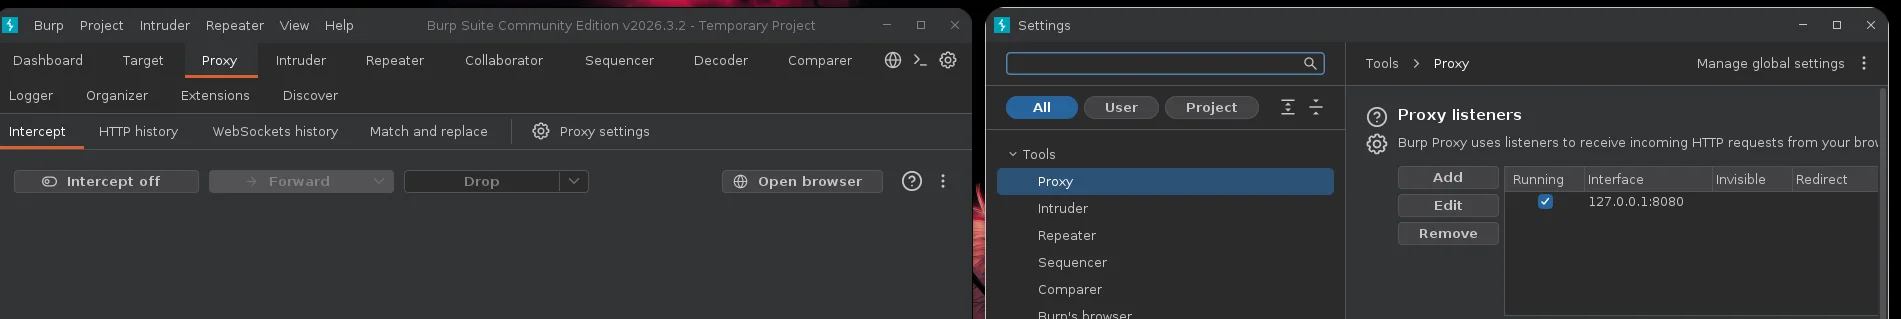 Burp Project Intruder Repeater View Help Burp Suite Community Edition v2026.3.2 - Temporary Project
Dashboard Target Proxy Intruder Repeater Collaborator Sequencer Decoder Comparer
Logger Organizer Extensions Discover
Intercept HTTP history WebSockets history Match and replace Proxy settings
Intercept off Forward Drop Open browser
Settings
All User Project
Tools
Proxy
Intruder
Repeater
Sequencer
Comparer
Burp's browser
Tools > Proxy Manage global settings
Proxy listeners
Burp Proxy uses listeners to receive incoming HTTP requests from your
Add
Edit
Remove
Running Interface Invisible Redirect
127.0.0.1:8080